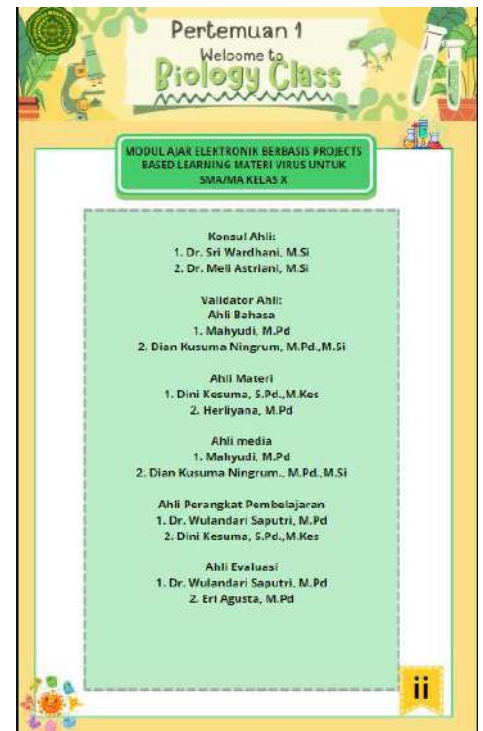 Pertemuan 1
Welcome to
Biology Class
MODUL AJAR ELEKTRONIK BERBASIS PROJECTS
BASED LEARNING MATERI VIRUS UNTUK
SMA/MA KELAS X
Konsul Ahli:
1. Dr. Sri Wardhani, M.Si
2. Dr. Meli Astriani, M.Si
Validator Ahli:
Ahli Bahasa
1. Mahyudi, M.Pd
2. Dian Kusuma Ningrum, M.Pd.,M.Si
Ahli Materi
1. Dini Kesuma, S.Pd.,M.Kes
2. Herliyana, M.Pd
Ahli media
1. Mahyudi, M.Pd
2. Dian Kusuma Ningrum., M.Pd.,M.Si
Ahli Perangkat Pembelajaran
1. Dr. Wulandari Saputri, M.Pd
2. Dini Kesuma, S.Pd.,M.Kes
Ahli Evaluasi
1. Dr. Wulandari Saputri, M.Pd
2. Eri Agusta, M.Pd
ii